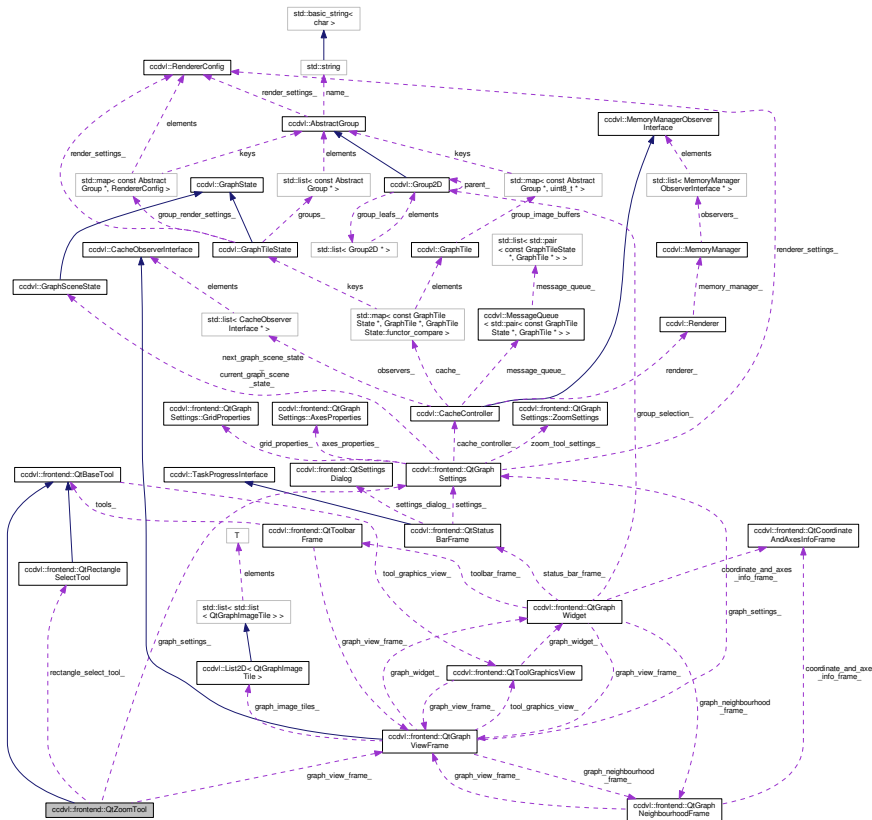 std::basic_string<
char >
ccdvl::RendererConfig
std::string
render_settings_
name_
elements
ccdvl::AbstractGroup
ccdvl::MemoryManagerObserver
Interface
render_settings_
keys
elements
keys
elements
std::map< const Abstract
Group *, RendererConfig >
ccdvl::GraphState
std::list< const Abstract
Group * >
ccdvl::Group2D
parent_
std::map< const Abstract
Group *, uint8_t * >
std::list< MemoryManager
ObserverInterface * >
group_render_settings_
groups_
group_leafs_
elements
group_image_buffers
observers_
renderer_settings_
ccdvl::CacheObserverInterface
ccdvl::GraphTileState
std::list< Group2D * >
ccdvl::GraphTile
std::list< std::pair
< const GraphTileState
*, GraphTile * > >
ccdvl::MemoryManager
ccdvl::GraphSceneState
elements
keys
elements
message_queue_
memory_manager_
std::list< CacheObserver
Interface * >
std::map< const GraphTile
State *, GraphTile *, GraphTile
State::functor_compare >
ccdvl::MessageQueue
< std::pair< const GraphTile
State *, GraphTile * > >
ccdvl::Renderer
next_graph_scene_state
_
current_graph_scene
_state_
observers_
cache_
message_queue_
renderer_
ccdvl::frontend::QtGraph
Settings::GridProperties
ccdvl::frontend::QtGraph
Settings::AxesProperties
ccdvl::CacheController
ccdvl::frontend::QtGraph
Settings::ZoomSettings
group_selection_
grid_properties_
axes_properties_
cache_controller_
zoom_tool_settings_
ccdvl::frontend::QtBaseTool
ccdvl::TaskProgressInterface
ccdvl::frontend::QtSettings
Dialog
ccdvl::frontend::QtGraph
Settings
tools_
settings_dialog_
settings_
T
ccdvl::frontend::QtToolbar
Frame
ccdvl::frontend::QtStatus
BarFrame
ccdvl::frontend::QtCoordinate
AndAxesInfoFrame
ccdvl::frontend::QtRectangle
SelectTool
elements
tool_graphics_view_
toolbar_frame_
status_bar_frame_
coordinate_and_axes
_info_frame_
std::list< std::list
< QtGraphImageTile > >
ccdvl::frontend::QtGraph
Widget
graph_settings_
graph_settings_
graph_view_frame_
graph_widget_
rectangle_select_tool_
ccdvl::List2D< QtGraphImage
Tile >
graph_widget_
ccdvl::frontend::QtToolGraphicsView
graph_view_frame_
coordinate_and_axe
_info_frame_
graph_image_tiles_
graph_view_frame_
tool_graphics_view_
graph_neighbourhood
_frame_
ccdvl::frontend::QtGraph
ViewFrame
graph_view_frame_
graph_view_frame_
graph_neighbourhood
_frame_
ccdvl::frontend::QtZoomTool
ccdvl::frontend::QtGraph
NeighbourhoodFrame